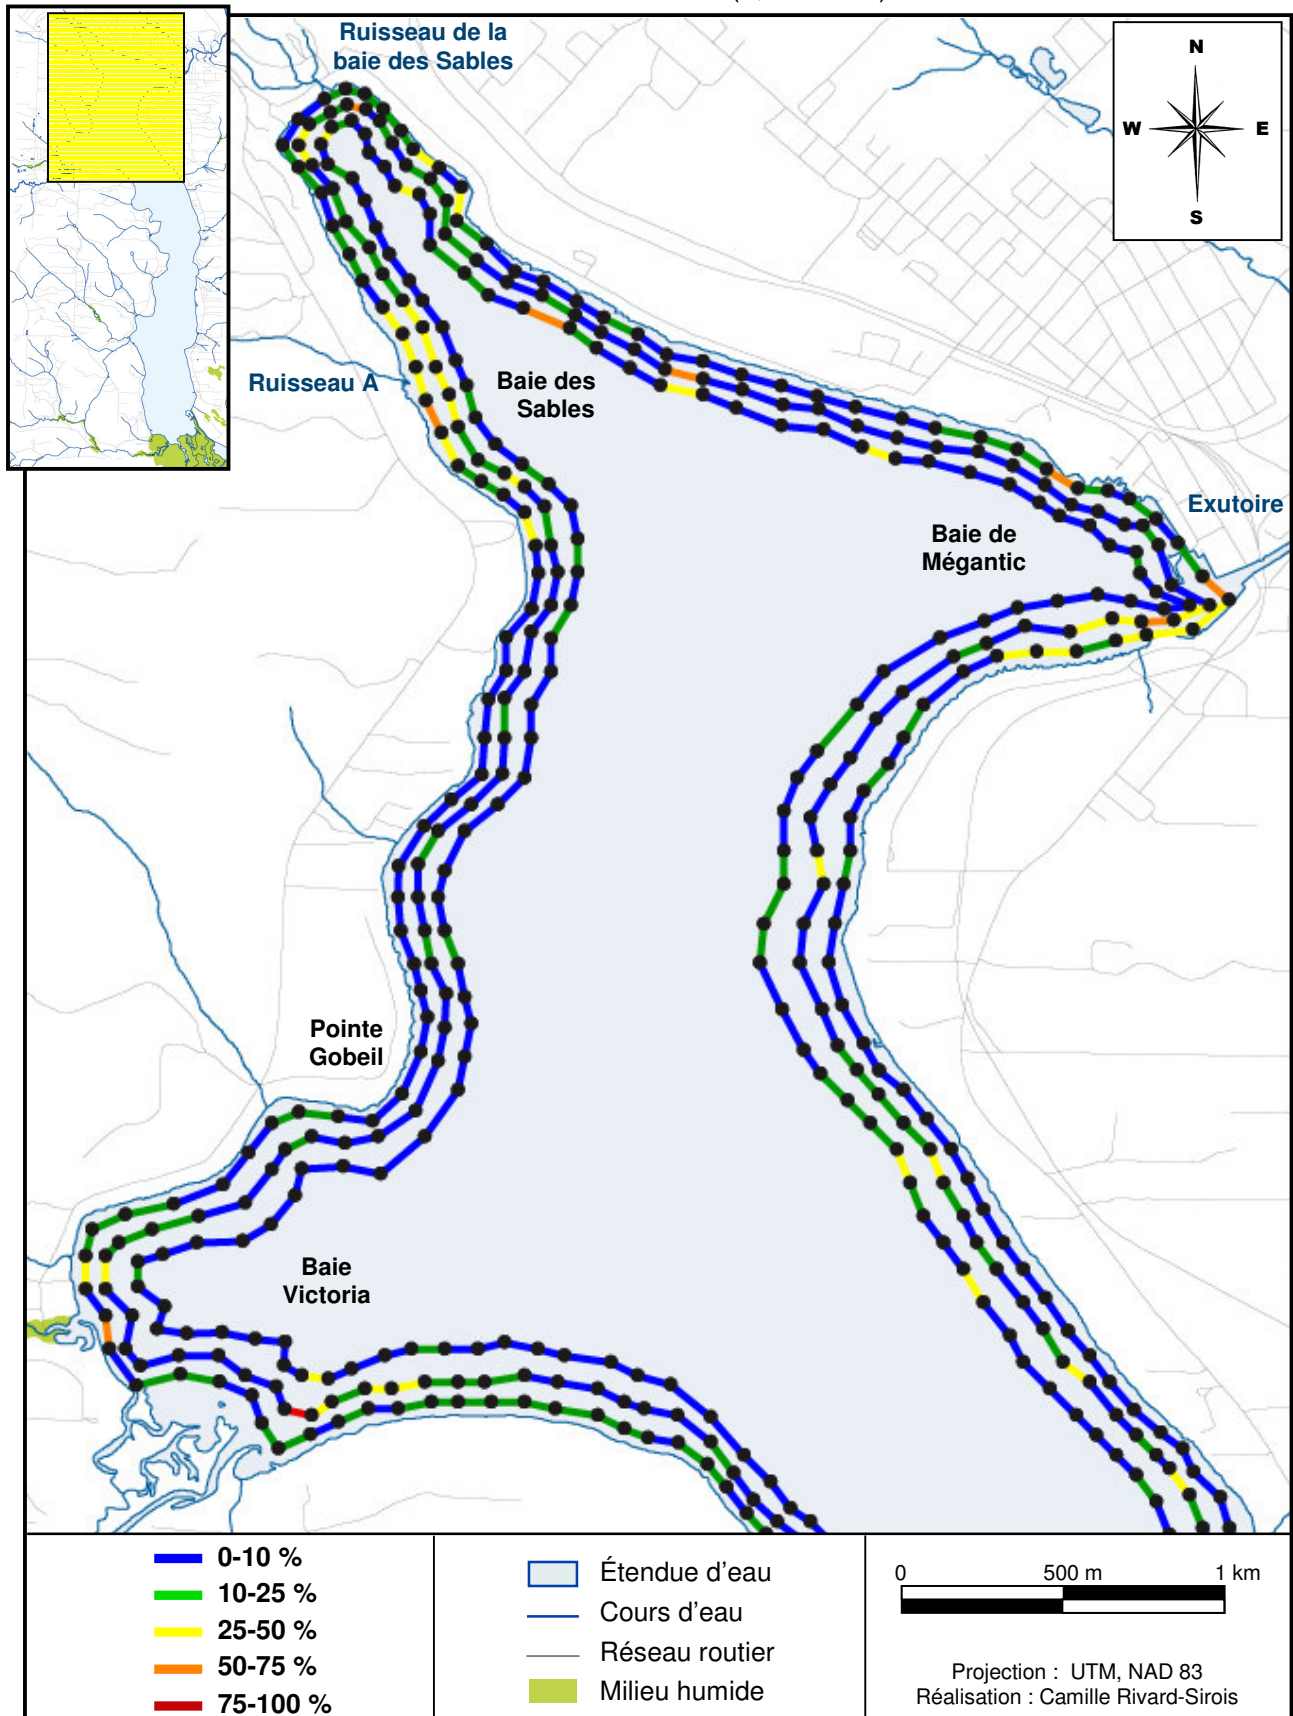 Ruisseau de la
baie des Sables
N
W
E
S
Ruisseau A
Baie des
Sables
Exutoire
Baie de
Mégantic
Pointe
Gobeil
Baie
Victoria
0-10 %
10-25 %
25-50 %
50-75 %
75-100 %
Étendue d'eau
Cours d'eau
Réseau routier
Milieu humide
0 500 m 1 km
Projection : UTM, NAD 83
Réalisation : Camille Rivard-Sirois